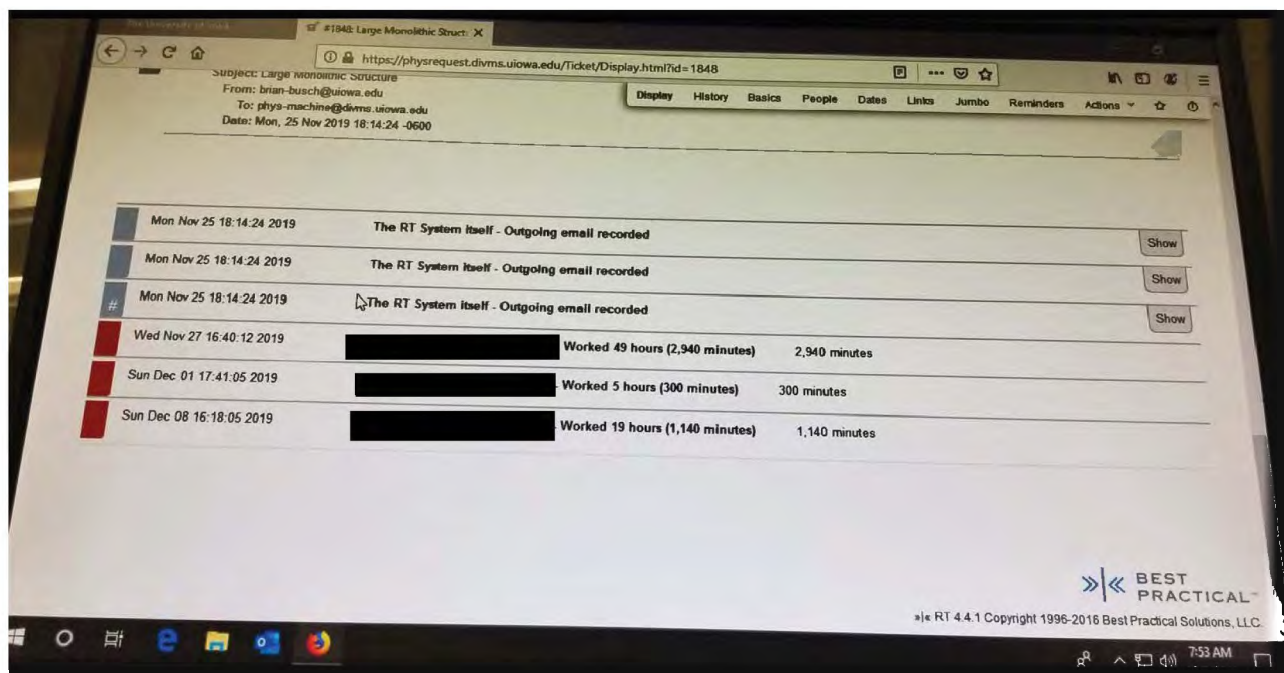 #1848: Large Monolithic Struct: X
https://physrequest.divms.uiowa.edu/Ticket/Display.html?id=1848
Subject: Large Monolithic Structure
From: brian-busch@uiowa.edu
To: phys-machine@divms.uiowa.edu
Date: Mon, 25 Nov 2019 18:14:24 -0600
Display History Basics People Dates Links Jumbo Reminders Actions
Mon Nov 25 18:14:24 2019 The RT System itself - Outgoing email recorded Show
Mon Nov 25 18:14:24 2019 The RT System itself - Outgoing email recorded Show
# Mon Nov 25 18:14:24 2019 The RT System itself - Outgoing email recorded Show
Wed Nov 27 16:40:12 2019 Worked 49 hours (2,940 minutes) 2,940 minutes
Sun Dec 01 17:41:05 2019 - Worked 5 hours (300 minutes) 300 minutes
Sun Dec 08 16:18:05 2019 Worked 19 hours (1,140 minutes) 1,140 minutes
»|« BEST PRACTICAL™
»|« RT 4.4.1 Copyright 1996-2016 Best Practical Solutions, LLC.
7:53 AM